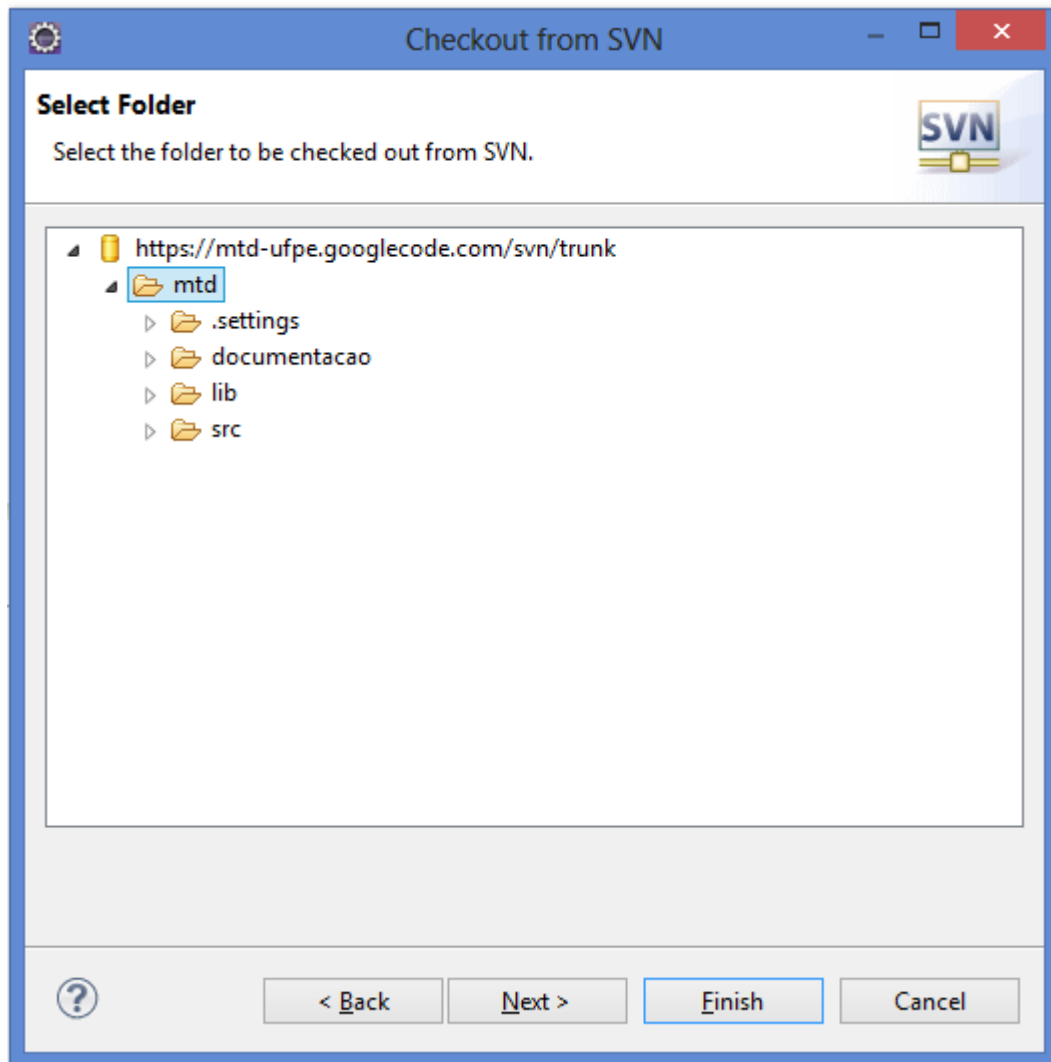 Checkout from SVN
Select Folder
Select the folder to be checked out from SVN.
SVN
https://mtd-ufpe.googlecode.com/svn/trunk
mtd
.settings
documentacao
lib
src
?
< Back
Next >
Finish
Cancel